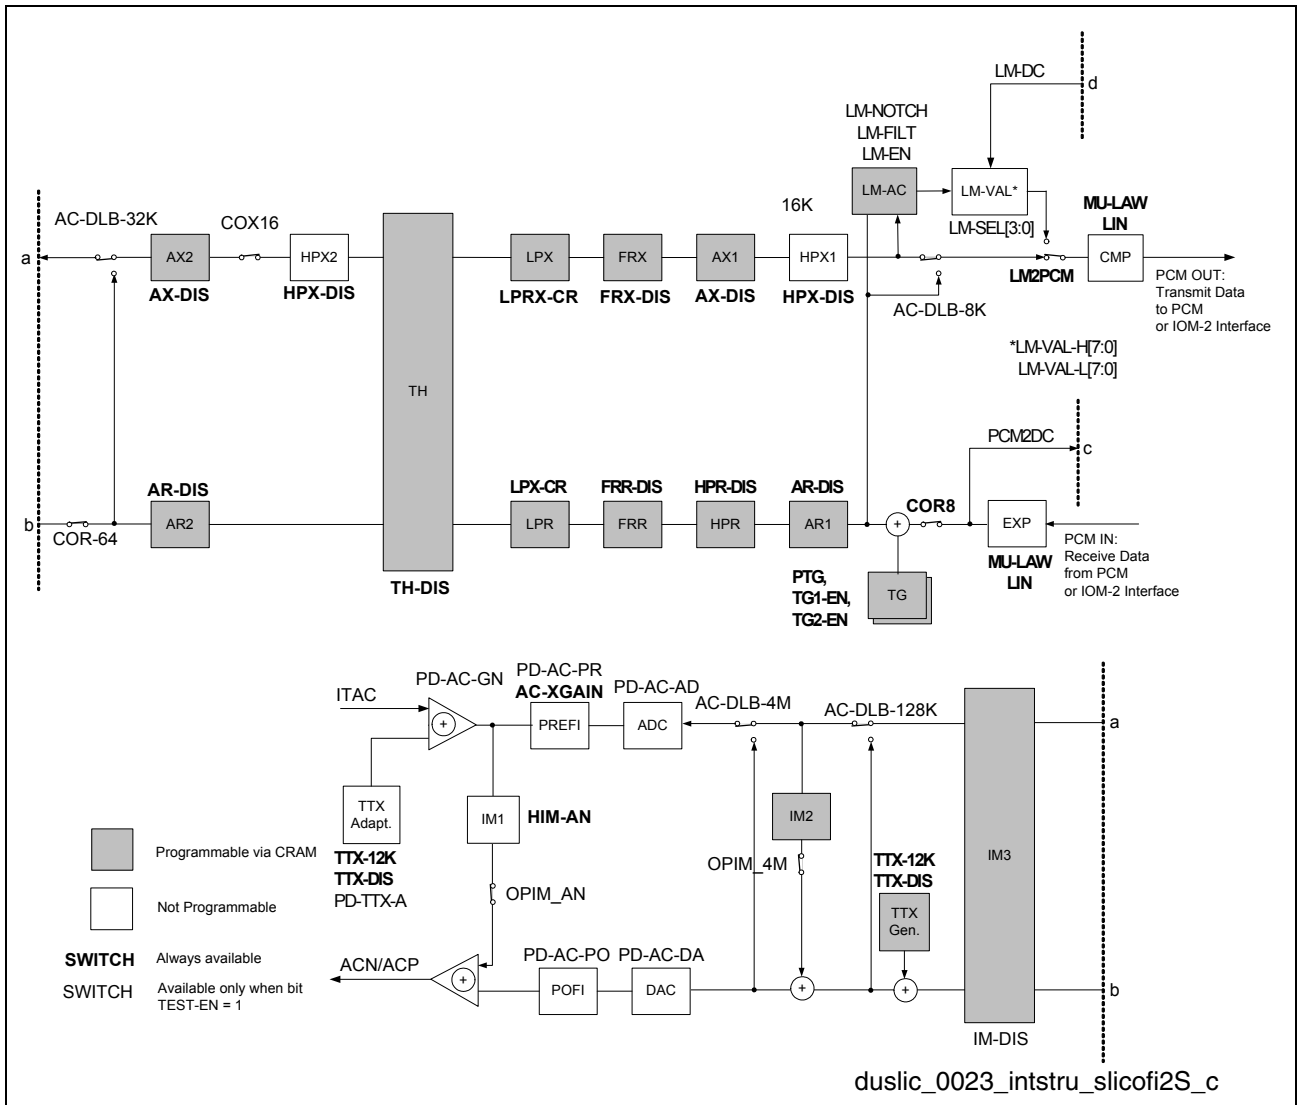 LM-DC
d
LM-NOTCH
LM-FILT
LM-EN
LM-AC
LM-VAL*
LM-SEL[3:0]
16K
MU-LAW
LIN
AC-DLB-32K
COX16
a
AX2
HPX2
LPX
FRX
AX1
HPX1
CMP
AX-DIS
HPX-DIS
LPRX-CR
FRX-DIS
AX-DIS
HPX-DIS
LM2PCM
AC-DLB-8K
PCM OUT:
Transmit Data
to PCM
or IOM-2 Interface
*LM-VAL-H[7:0]
LM-VAL-L[7:0]
TH
PCM2DC
c
AR-DIS
LPX-CR
FRR-DIS
HPR-DIS
AR-DIS
COR8
b
AR2
LPR
FRR
HPR
AR1
+
EXP
COR-64
PCM IN:
Receive Data
from PCM
or IOM-2 Interface
MU-LAW
LIN
TH-DIS
PTG,
TG1-EN,
TG2-EN
TG
PD-AC-GN
PD-AC-PR
AC-XGAIN
PD-AC-AD
AC-DLB-4M
AC-DLB-128K
ITAC
+
PREFI
ADC
a
TTX
Adapt.
IM1
HIM-AN
IM2
OPIM_4M
TTX-12K
TTX-DIS
IM3
TTX-12K
TTX-DIS
PD-TTX-A
OPIM_AN
TTX
Gen.
Programmable via CRAM
Not Programmable
SWITCH Always available
SWITCH Available only when bit
TEST-EN = 1
ACN/ACP
PD-AC-PO
PD-AC-DA
+
POFI
DAC
+
+
b
IM-DIS
duslic_0023_intstru_slicofi2S_c